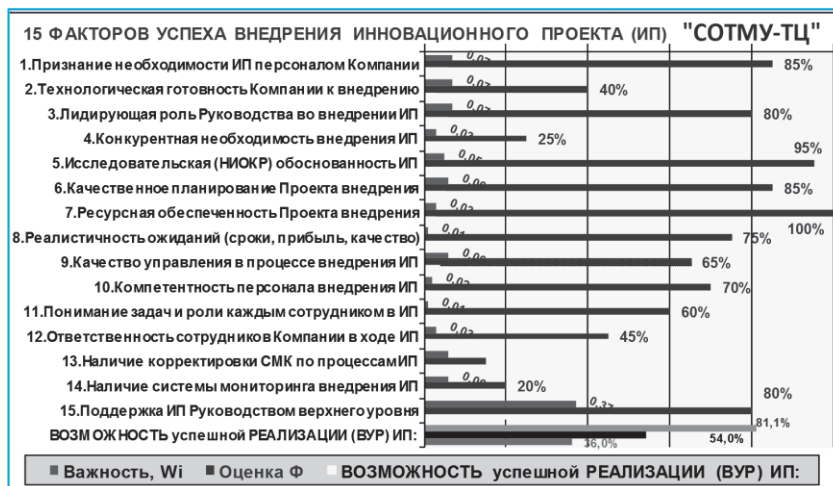 15 ФАКТОРОВ УСПЕХА ВНЕДРЕНИЯ ИННОВАЦИОННОГО ПРОЕКТА (ИП) "СОТМУ-ТЦ"
1.Признание необходимости ИП персоналом Компании 85%
2.Технологическая готовность Компании к внедрению 40%
3.Лидирующая роль Руководства во внедрении ИП 80%
4.Конкурентная необходимость внедрения ИП 25%
5.Исследовательская (НИОКР) обоснованность ИП 95%
6.Качественное планирование Проекта внедрения 85%
7.Ресурсная обеспеченность Проекта внедрения 100%
8.Реалистичность ожиданий (сроки, прибыль, качество) 75%
9.Качество управления в процессе внедрения ИП 65%
10.Компетентность персонала внедрения ИП 70%
11.Понимание задач и роли каждым сотрудником в ИП 60%
12.Ответственность сотрудников Компании в ходе ИП 45%
13.Наличие корректировки СМК по процессам ИП
14.Наличие системы мониторинга внедрения ИП 20%
15.Поддержка ИП Руководством верхнего уровня 80%
ВОЗМОЖНОСТЬ успешной РЕАЛИЗАЦИИ (ВУР) ИП: 81,1% 54,0% 36,0%
Важность, Wi Оценка Ф ВОЗМОЖНОСТЬ успешной РЕАЛИЗАЦИИ (ВУР) ИП: